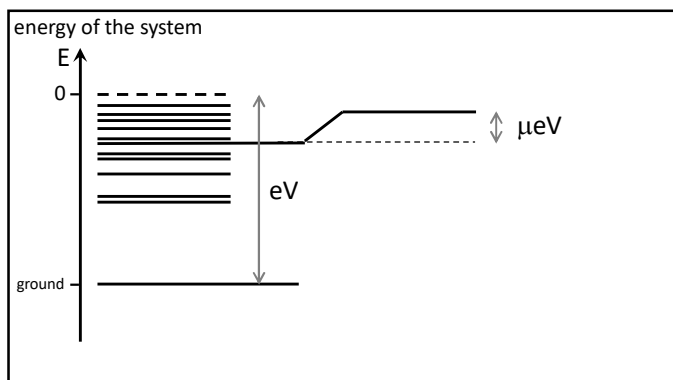 energy of the system
E
0
μeV
eV
ground